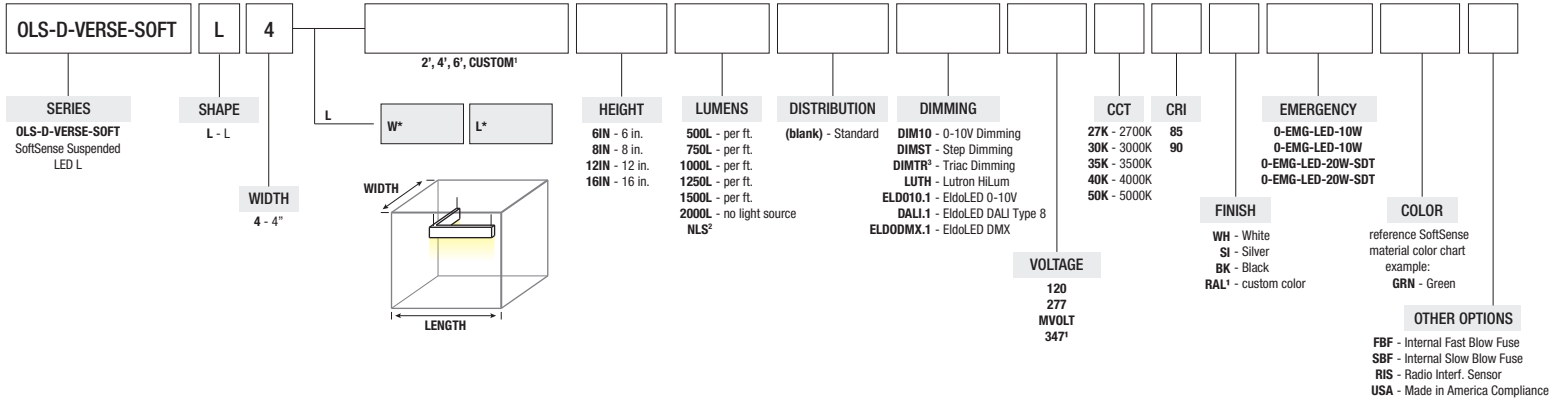 OLS-D-VERSE-SOFT L 4
2', 4', 6', CUSTOM¹
SERIES
OLS-D-VERSE-SOFT
SoftSense Suspended
LED L
SHAPE
L - L
WIDTH
4 - 4"
L
W*
L*
WIDTH
LENGTH
HEIGHT
6IN - 6 in.
8IN - 8 in.
12IN - 12 in.
16IN - 16 in.
LUMENS
500L - per ft.
750L - per ft.
1000L - per ft.
1250L - per ft.
1500L - per ft.
2000L - no light source
NLS²
DISTRIBUTION
(blank) - Standard
DIMMING
DIM10 - 0-10V Dimming
DIMST - Step Dimming
DIMTR³ - Triac Dimming
LUTH - Lutron HiLum
ELD010.1 - EldoLED 0-10V
DALI.1 - EldoLED DALI Type 8
ELDODMX.1 - EldoLED DMX
VOLTAGE
120
277
MVOLT
347¹
CCT
27K - 2700K
30K - 3000K
35K - 3500K
40K - 4000K
50K - 5000K
CRI
85
90
FINISH
WH - White
SI - Silver
BK - Black
RAL¹ - custom color
EMERGENCY
0-EMG-LED-10W
0-EMG-LED-10W
0-EMG-LED-20W-SDT
0-EMG-LED-20W-SDT
COLOR
reference SoftSense
material color chart
example:
GRN - Green
OTHER OPTIONS
FBF - Internal Fast Blow Fuse
SBF - Internal Slow Blow Fuse
RIS - Radio Interf. Sensor
USA - Made in America Compliance